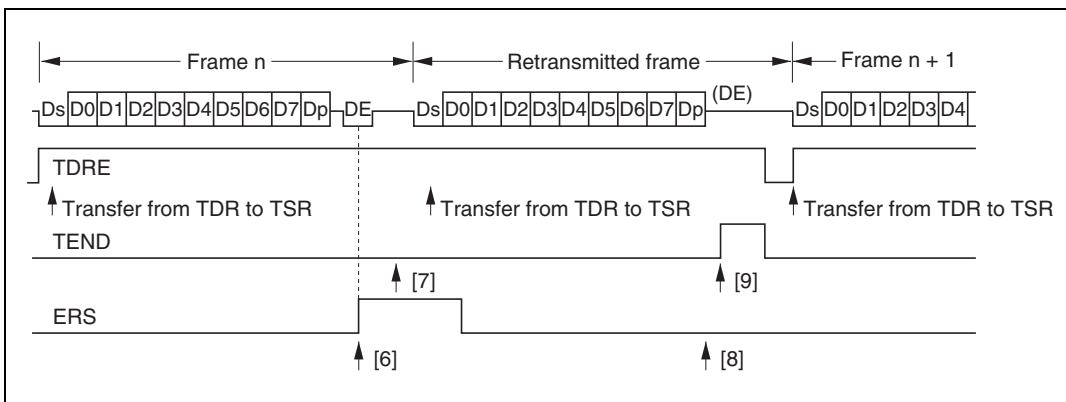 Frame n Retransmitted frame Frame n + 1
(DE)
Ds D0 D1 D2 D3 D4 D5 D6 D7 Dp DE Ds D0 D1 D2 D3 D4 D5 D6 D7 Dp Ds D0 D1 D2 D3 D4
TDRE
Transfer from TDR to TSR Transfer from TDR to TSR Transfer from TDR to TSR
TEND
[7] [9]
ERS
[6] [8]